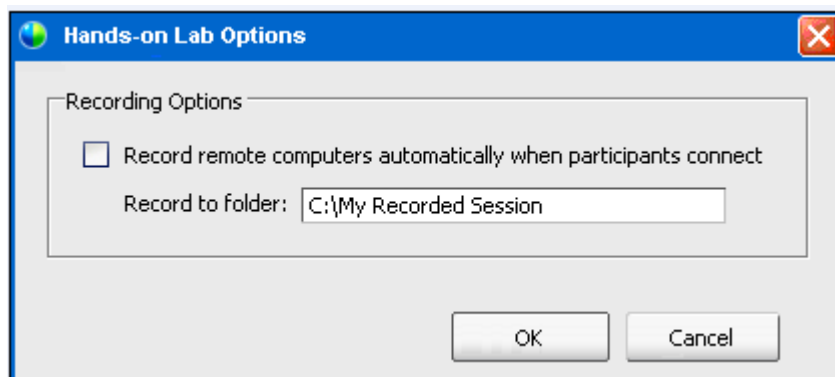 Hands-on Lab Options
Recording Options
Record remote computers automatically when participants connect
Record to folder: C:\My Recorded Session
OK Cancel